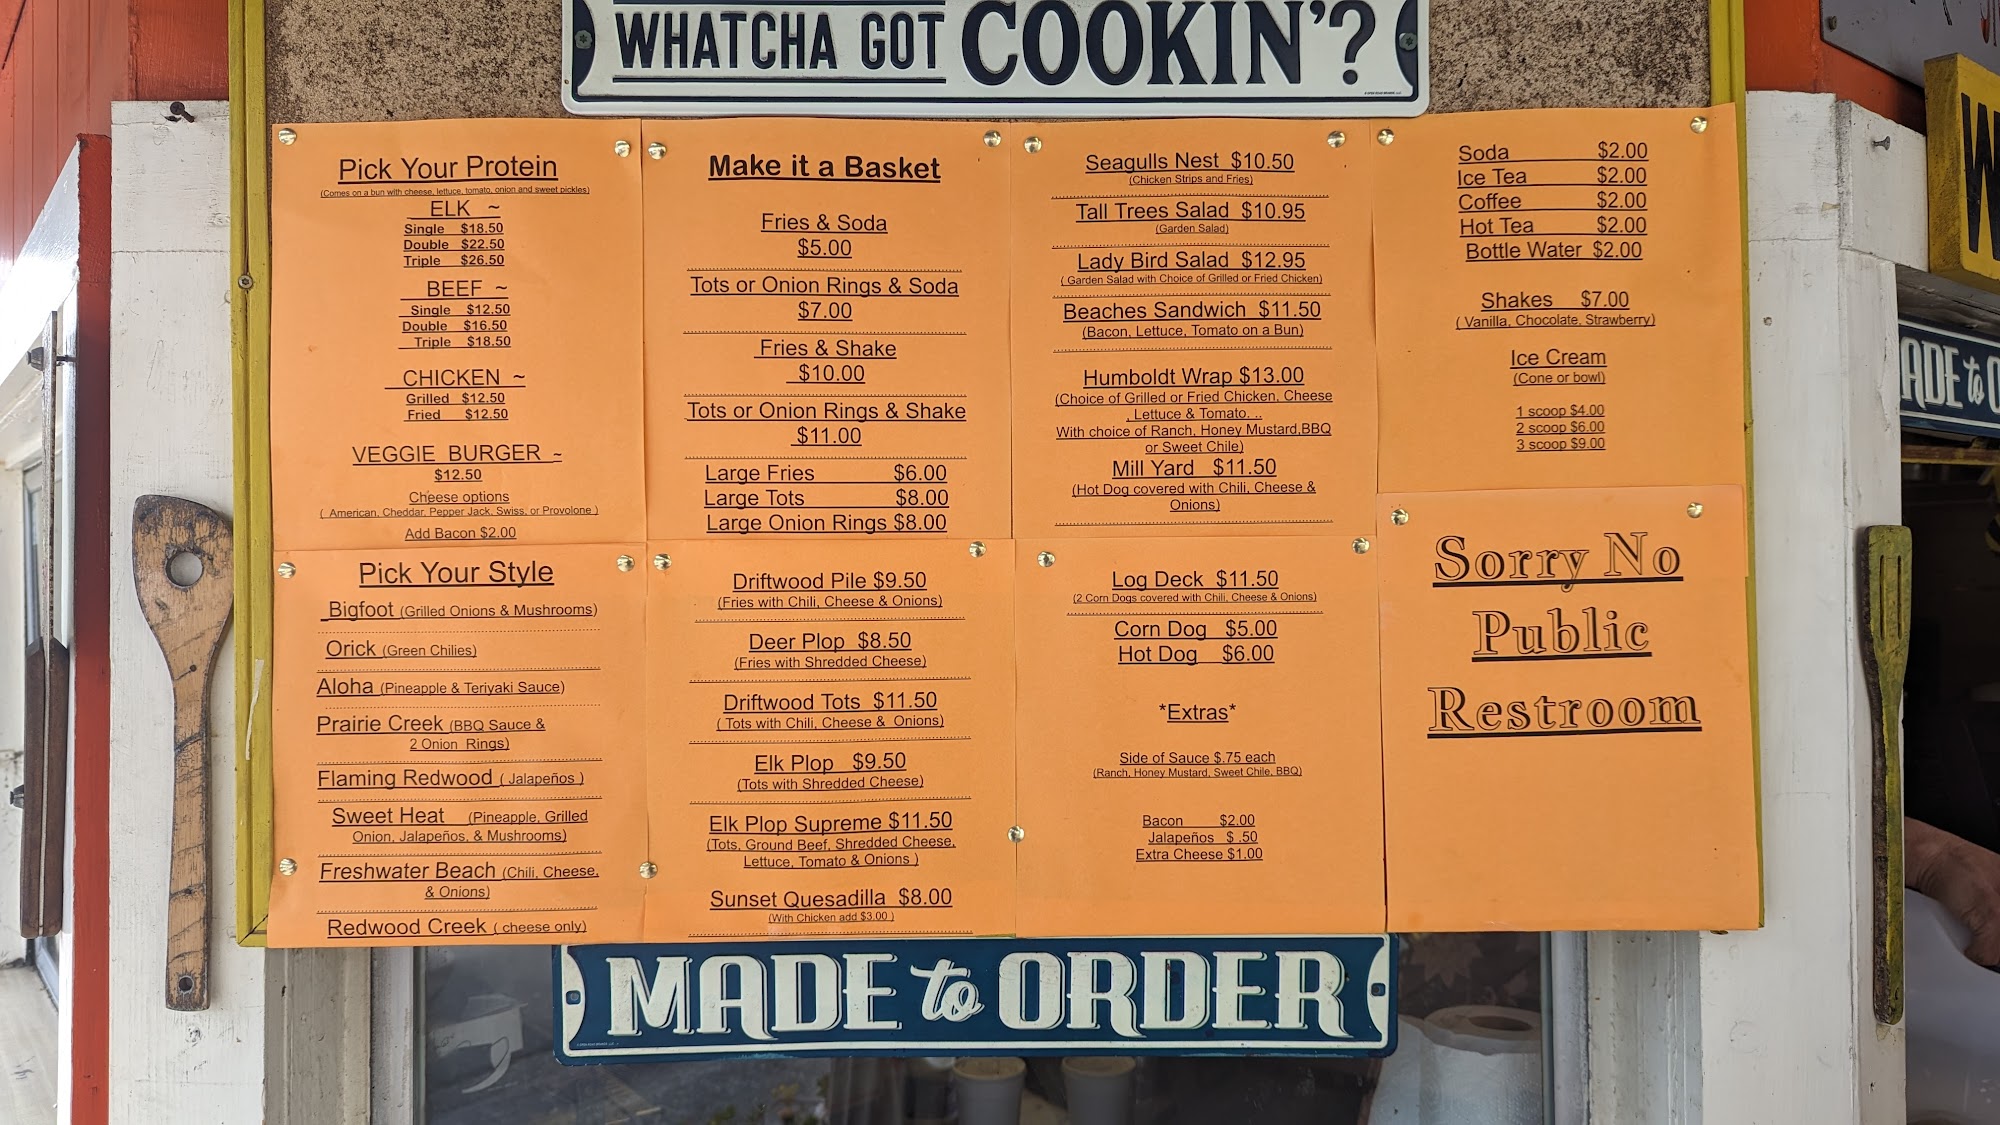 WHATCHA GOT COOKIN'?
Pick Your Protein
(Comes on a bun with cheese, lettuce, tomato, onion and sweet pickles)
ELK ~
Single $18.50
Double $22.50
Triple $26.50
BEEF ~
Single $12.50
Double $16.50
Triple $18.50
CHICKEN ~
Grilled $12.50
Fried $12.50
VEGGIE BURGER ~
$12.50
Cheese options
( American, Cheddar, Pepper Jack, Swiss, or Provolone )
Add Bacon $2.00
Pick Your Style
Bigfoot (Grilled Onions & Mushrooms)
Orick (Green Chilies)
Aloha (Pineapple & Teriyaki Sauce)
Prairie Creek (BBQ Sauce &
2 Onion Rings)
Flaming Redwood ( Jalapeños )
Sweet Heat (Pineapple, Grilled
Onion, Jalapeños, & Mushrooms)
Freshwater Beach (Chili, Cheese,
& Onions)
Redwood Creek ( cheese only)
Make it a Basket
Fries & Soda
$5.00
Tots or Onion Rings & Soda
$7.00
Fries & Shake
$10.00
Tots or Onion Rings & Shake
$11.00
Large Fries $6.00
Large Tots $8.00
Large Onion Rings $8.00
Driftwood Pile $9.50
(Fries with Chili, Cheese & Onions)
Deer Plop $8.50
(Fries with Shredded Cheese)
Driftwood Tots $11.50
( Tots with Chili, Cheese & Onions)
Elk Plop $9.50
(Tots with Shredded Cheese)
Elk Plop Supreme $11.50
(Tots, Ground Beef, Shredded Cheese,
Lettuce, Tomato & Onions )
Sunset Quesadilla $8.00
(With Chicken add $3.00 )
Seagulls Nest $10.50
(Chicken Strips and Fries)
Tall Trees Salad $10.95
(Garden Salad)
Lady Bird Salad $12.95
( Garden Salad with Choice of Grilled or Fried Chicken)
Beaches Sandwich $11.50
(Bacon, Lettuce, Tomato on a Bun)
Humboldt Wrap $13.00
(Choice of Grilled or Fried Chicken, Cheese
, Lettuce & Tomato. ..
With choice of Ranch, Honey Mustard,BBQ
or Sweet Chile)
Mill Yard $11.50
(Hot Dog covered with Chili, Cheese &
Onions)
Log Deck $11.50
(2 Corn Dogs covered with Chili, Cheese & Onions)
Corn Dog $5.00
Hot Dog $6.00
*Extras*
Side of Sauce $.75 each
(Ranch, Honey Mustard, Sweet Chile, BBQ)
Bacon $2.00
Jalapeños $ .50
Extra Cheese $1.00
Soda $2.00
Ice Tea $2.00
Coffee $2.00
Hot Tea $2.00
Bottle Water $2.00
Shakes $7.00
( Vanilla, Chocolate, Strawberry)
Ice Cream
(Cone or bowl)
1 scoop $4.00
2 scoop $6.00
3 scoop $9.00
Sorry No
Public
Restroom
MADE to ORDER
W
ADE to O